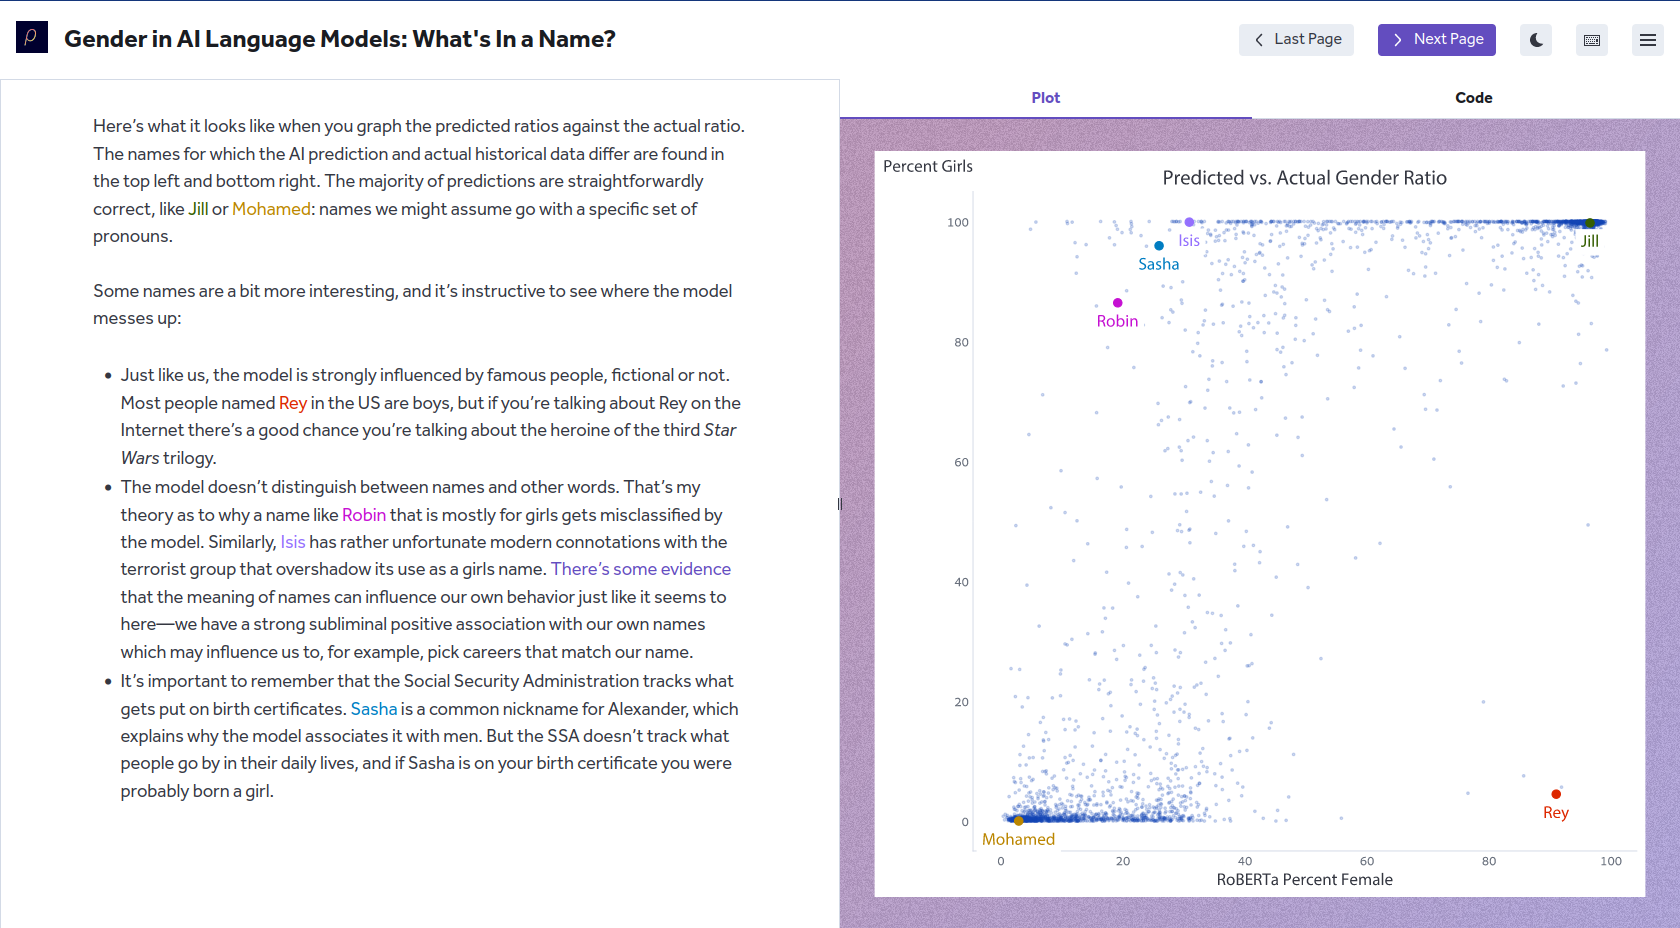 ρ
Gender in AI Language Models: What's In a Name?
Last Page
Next Page
Here’s what it looks like when you graph the predicted ratios against the actual ratio.
The names for which the AI prediction and actual historical data differ are found in
the top left and bottom right. The majority of predictions are straightforwardly
correct, like Jill or Mohamed: names we might assume go with a specific set of
pronouns.
Some names are a bit more interesting, and it’s instructive to see where the model
messes up:
• Just like us, the model is strongly influenced by famous people, fictional or not.
Most people named Rey in the US are boys, but if you’re talking about Rey on the
Internet there’s a good chance you’re talking about the heroine of the third Star
Wars trilogy.
• The model doesn’t distinguish between names and other words. That’s my
theory as to why a name like Robin that is mostly for girls gets misclassified by
the model. Similarly, Isis has rather unfortunate modern connotations with the
terrorist group that overshadow its use as a girls name. There’s some evidence
that the meaning of names can influence our own behavior just like it seems to
here—we have a strong subliminal positive association with our own names
which may influence us to, for example, pick careers that match our name.
• It’s important to remember that the Social Security Administration tracks what
gets put on birth certificates. Sasha is a common nickname for Alexander, which
explains why the model associates it with men. But the SSA doesn’t track what
people go by in their daily lives, and if Sasha is on your birth certificate you were
probably born a girl.
Plot
Code
Percent Girls
Predicted vs. Actual Gender Ratio
100
Isis
Jill
Sasha
Robin
80
60
40
20
Rey
0
Mohamed
0 20 40 60 80 100
RoBERTa Percent Female